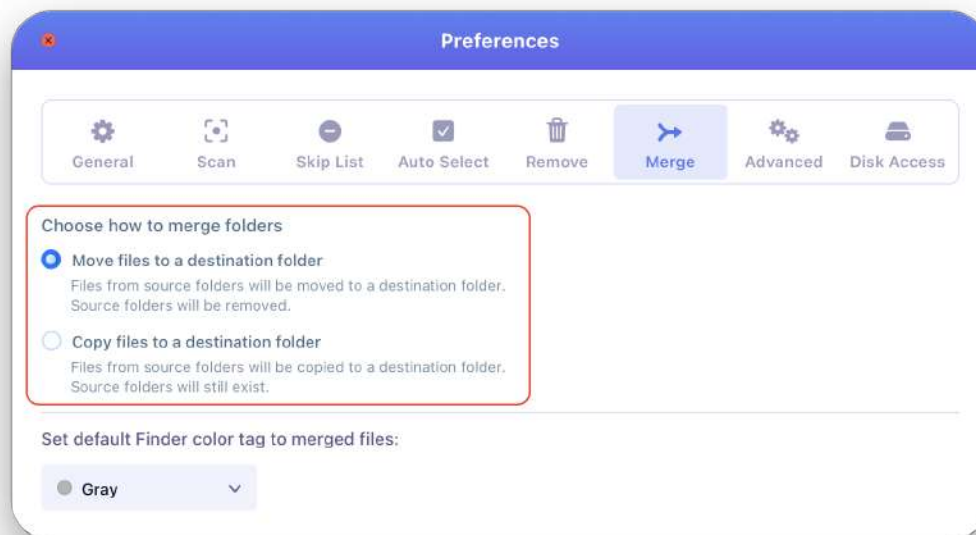 Preferences
General Scan Skip List Auto Select Remove Merge Advanced Disk Access
Choose how to merge folders
Move files to a destination folder
Files from source folders will be moved to a destination folder.
Source folders will be removed.
Copy files to a destination folder
Files from source folders will be copied to a destination folder.
Source folders will still exist.
Set default Finder color tag to merged files:
Gray